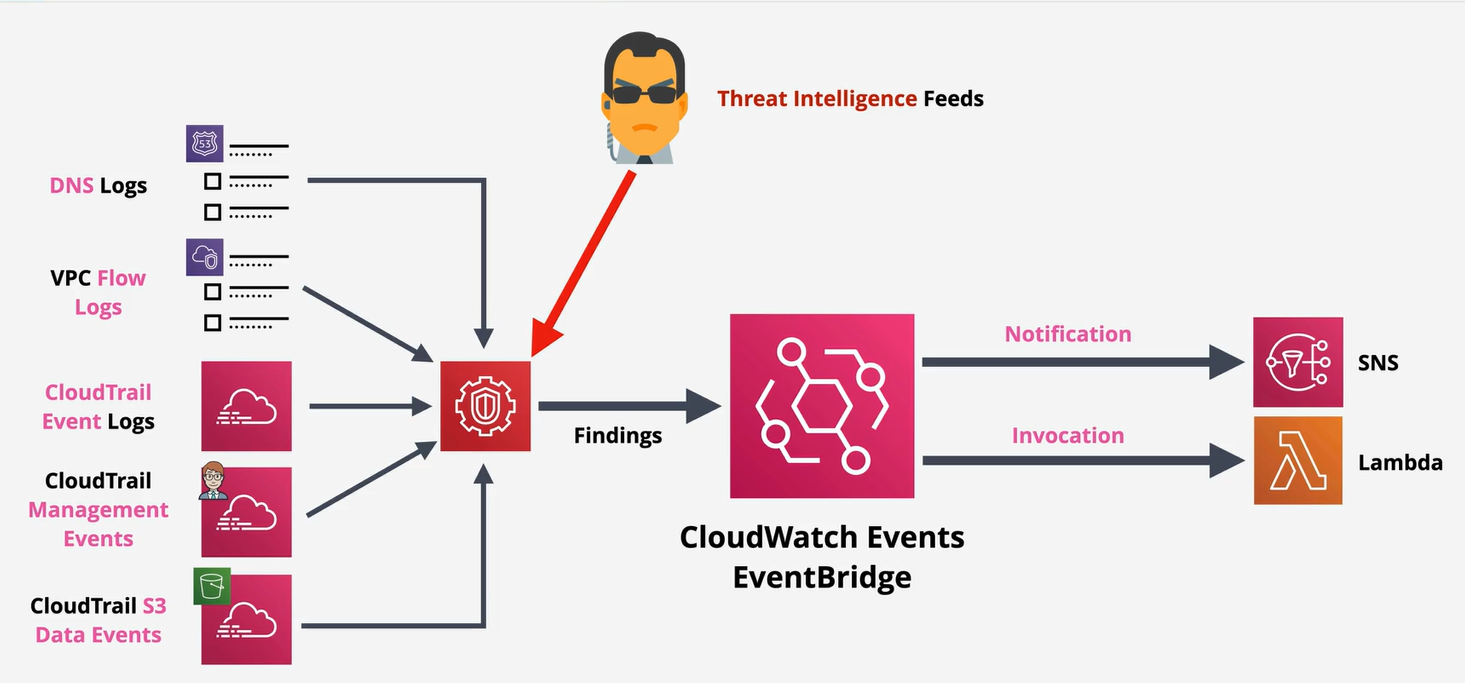 Threat Intelligence Feeds
53
DNS Logs
VPC Flow
Logs
CloudTrail
Event Logs
CloudTrail
Management
Events
CloudTrail S3
Data Events
Findings
CloudWatch Events
EventBridge
Notification
SNS
Invocation
Lambda